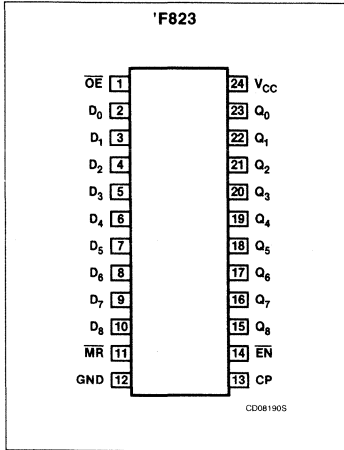 'F823
OE 1 24 VCC
D0 2 23 Q0
D1 3 22 Q1
D2 4 21 Q2
D3 5 20 Q3
D4 6 19 Q4
D5 7 18 Q5
D6 8 17 Q6
D7 9 16 Q7
D8 10 15 Q8
MR 11 14 EN
GND 12 13 CP
CD08190S